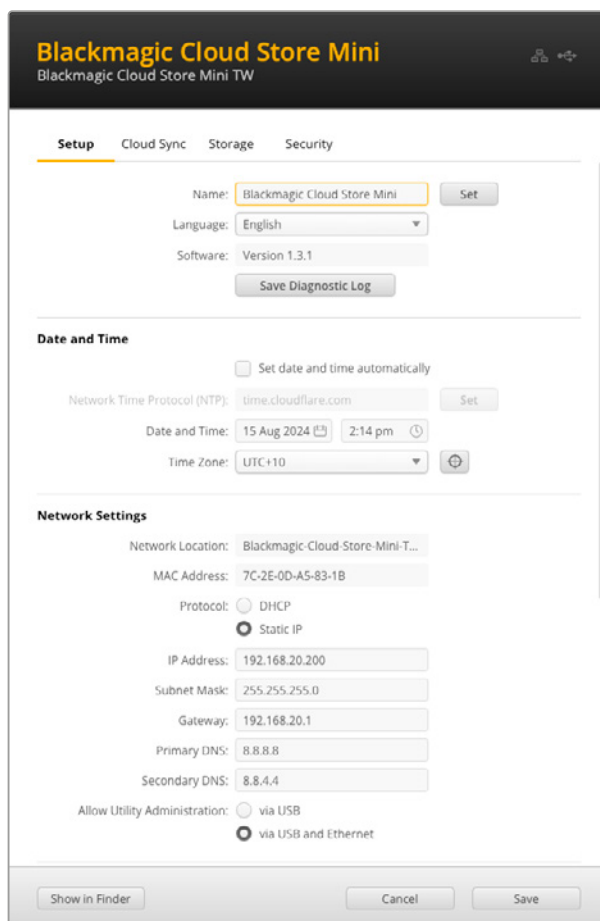 Blackmagic Cloud Store Mini
Blackmagic Cloud Store Mini TW
Setup Cloud Sync Storage Security
Name: Blackmagic Cloud Store Mini Set
Language: English
Software: Version 1.3.1
Save Diagnostic Log
Date and Time
Set date and time automatically
Network Time Protocol (NTP): time.cloudflare.com Set
Date and Time: 15 Aug 2024 2:14 pm
Time Zone: UTC+10
Network Settings
Network Location: Blackmagic-Cloud-Store-Mini-T...
MAC Address: 7C-2E-0D-A5-83-1B
Protocol: DHCP
Static IP
IP Address: 192.168.20.200
Subnet Mask: 255.255.255.0
Gateway: 192.168.20.1
Primary DNS: 8.8.8.8
Secondary DNS: 8.8.4.4
Allow Utility Administration: via USB
via USB and Ethernet
Show in Finder Cancel Save